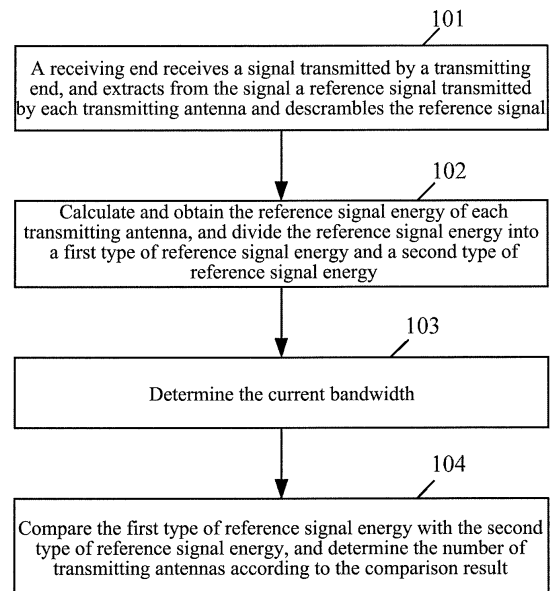 101
A receiving end receives a signal transmitted by a transmitting
end, and extracts from the signal a reference signal transmitted
by each transmitting antenna and descrambles the reference signal
102
Calculate and obtain the reference signal energy of each
transmitting antenna, and divide the reference signal energy into
a first type of reference signal energy and a second type of
reference signal energy
103
Determine the current bandwidth
104
Compare the first type of reference signal energy with the second
type of reference signal energy, and determine the number of
transmitting antennas according to the comparison result